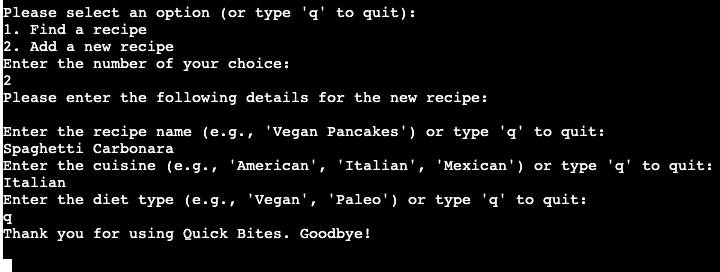 Please select an option (or type 'q' to quit):
1. Find a recipe
2. Add a new recipe
Enter the number of your choice:
2
Please enter the following details for the new recipe:
Enter the recipe name (e.g., 'Vegan Pancakes') or type 'q' to quit:
Spaghetti Carbonara
Enter the cuisine (e.g., 'American', 'Italian', 'Mexican') or type 'q' to quit:
Italian
Enter the diet type (e.g., 'Vegan', 'Paleo') or type 'q' to quit:
q
Thank you for using Quick Bites. Goodbye!